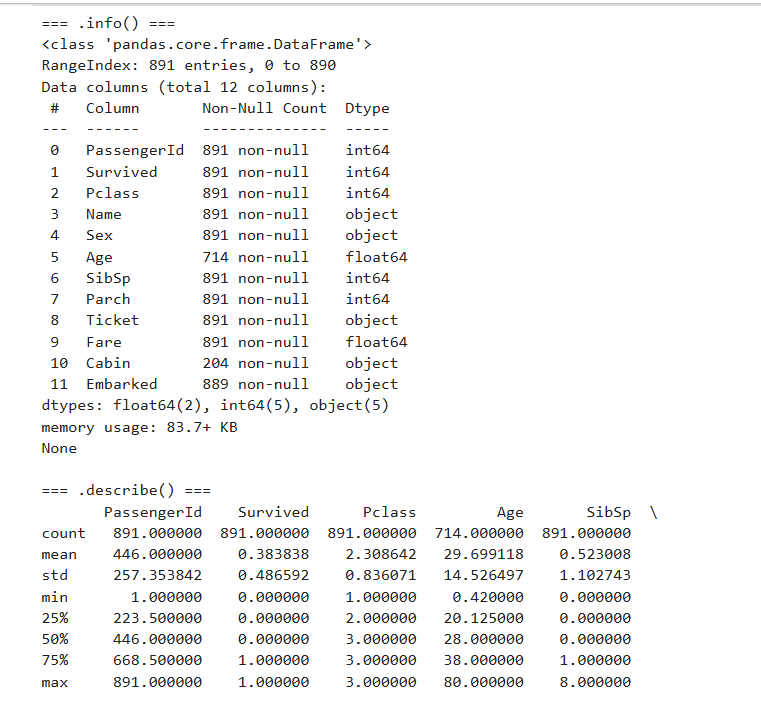 === .info() ===
<class 'pandas.core.frame.DataFrame'>
RangeIndex: 891 entries, 0 to 890
Data columns (total 12 columns):
 #   Column       Non-Null Count  Dtype
---  ------       --------------  -----
 0   PassengerId  891 non-null    int64
 1   Survived     891 non-null    int64
 2   Pclass       891 non-null    int64
 3   Name         891 non-null    object
 4   Sex          891 non-null    object
 5   Age          714 non-null    float64
 6   SibSp        891 non-null    int64
 7   Parch        891 non-null    int64
 8   Ticket       891 non-null    object
 9   Fare         891 non-null    float64
 10  Cabin        204 non-null    object
 11  Embarked     889 non-null    object
dtypes: float64(2), int64(5), object(5)
memory usage: 83.7+ KB
None

=== .describe() ===
       PassengerId    Survived      Pclass         Age       SibSp  \
count   891.000000  891.000000  891.000000  714.000000  891.000000
mean    446.000000    0.383838    2.308642   29.699118    0.523008
std     257.353842    0.486592    0.836071   14.526497    1.102743
min       1.000000    0.000000    1.000000    0.420000    0.000000
25%     223.500000    0.000000    2.000000   20.125000    0.000000
50%     446.000000    0.000000    3.000000   28.000000    0.000000
75%     668.500000    1.000000    3.000000   38.000000    1.000000
max     891.000000    1.000000    3.000000   80.000000    8.000000